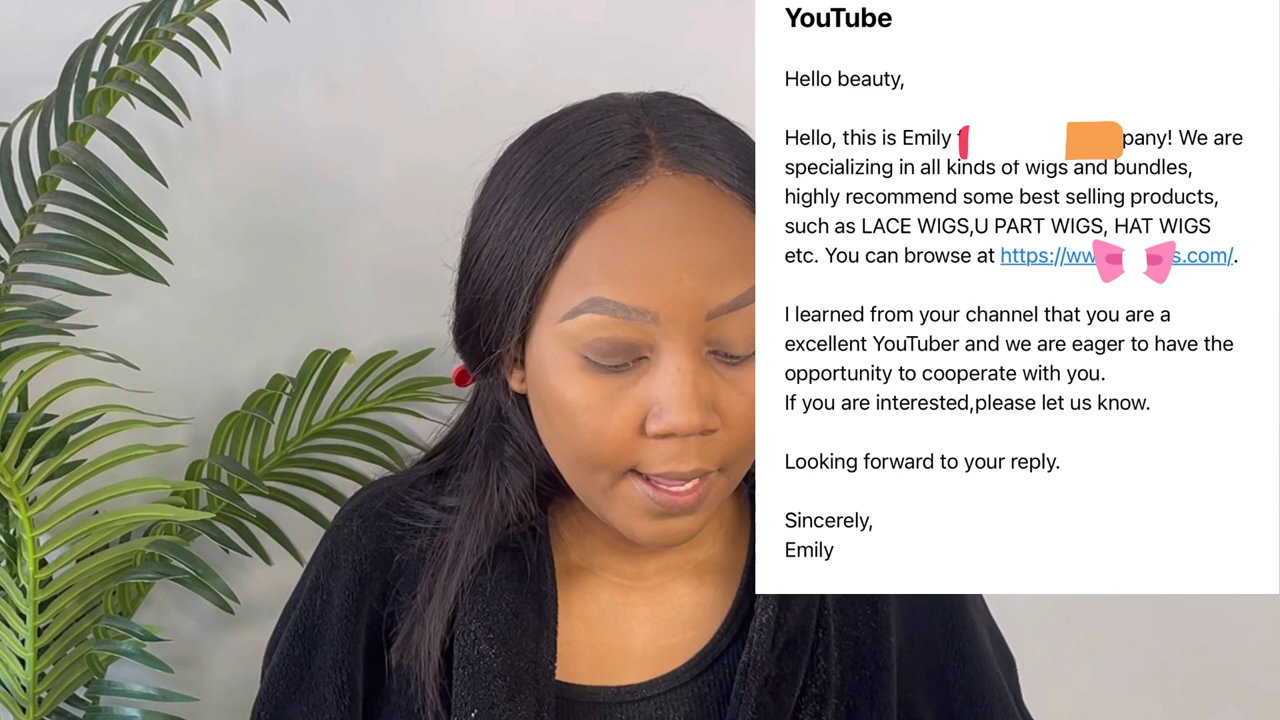 YouTube
Hello beauty,
Hello, this is Emily pany! We are
specializing in all kinds of wigs and bundles,
highly recommend some best selling products,
such as LACE WIGS,U PART WIGS, HAT WIGS
etc. You can browse at https://ww s.com/.
I learned from your channel that you are a
excellent YouTuber and we are eager to have the
opportunity to cooperate with you.
If you are interested,please let us know.
Looking forward to your reply.
Sincerely,
Emily